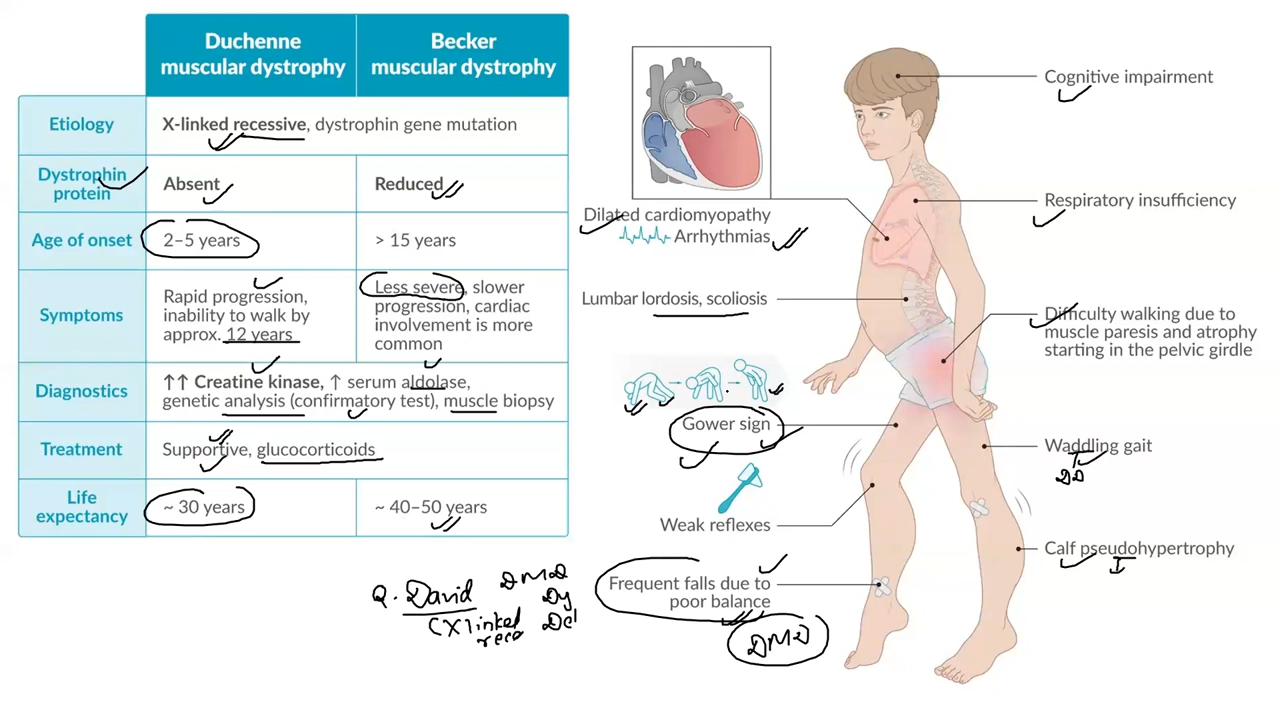 Duchenne
muscular dystrophy
Becker
muscular dystrophy
Etiology
X-linked recessive, dystrophin gene mutation
Dystrophin
protein
Absent
Reduced
Age of onset
2–5 years
> 15 years
Symptoms
Rapid progression,
inability to walk by
approx. 12 years
Less severe, slower
progression, cardiac
involvement is more
common
Diagnostics
↑↑ Creatine kinase, ↑ serum aldolase,
genetic analysis (confirmatory test), muscle biopsy
Treatment
Supportive, glucocorticoids
Life
expectancy
~ 30 years
~ 40–50 years
Q. David DMD
Dy
(X) linked Del
rece
Dilated cardiomyopathy
Arrhythmias
Lumbar lordosis, scoliosis
Gower sign
Weak reflexes
Frequent falls due to
poor balance
DMD
Cognitive impairment
Respiratory insufficiency
Difficulty walking due to
muscle paresis and atrophy
starting in the pelvic girdle
Waddling gait
DD
Calf pseudohypertrophy